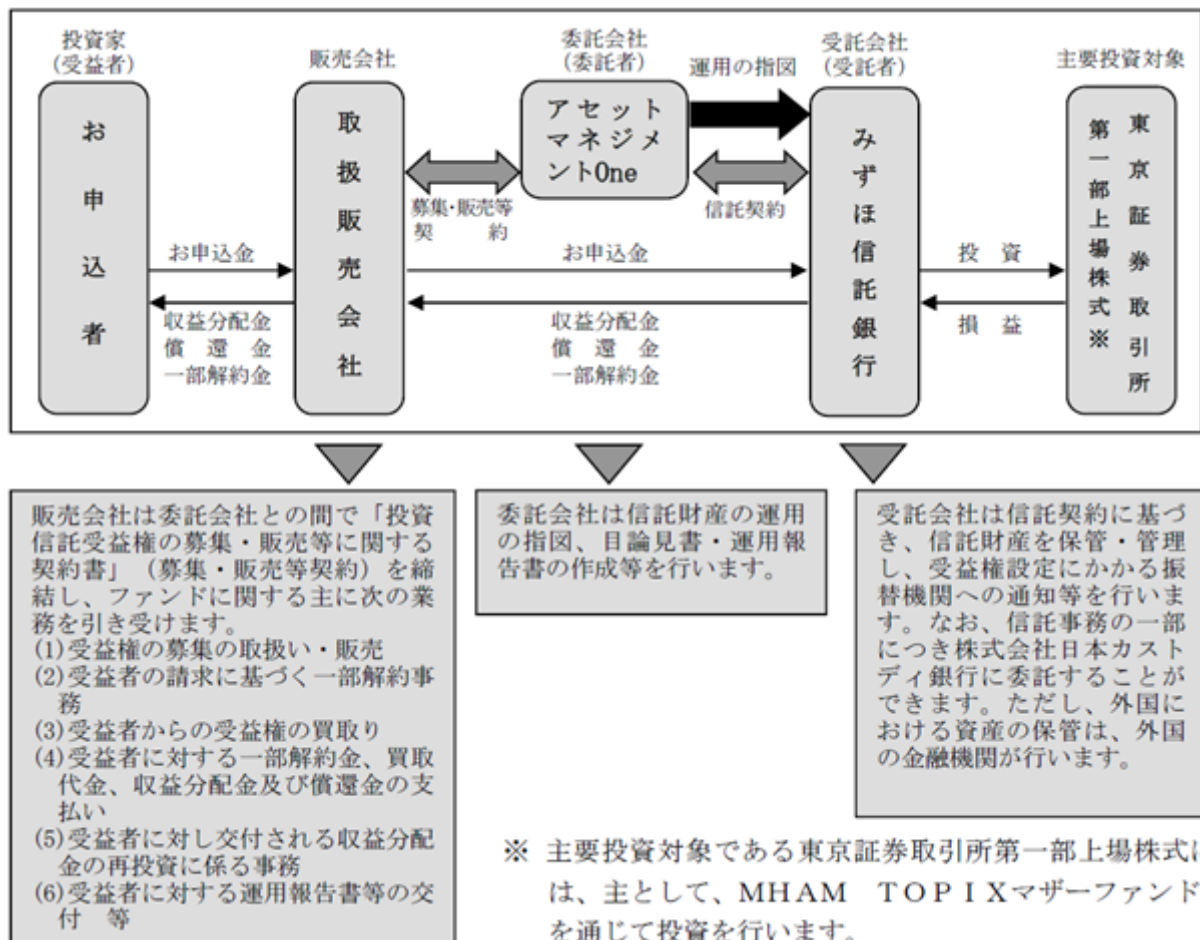 投資家
(受益者)
販売会社
委託会社
(委託者)
運用の指図
受託会社
(受託者)
主要投資対象
お申込者
取扱販売会社
アセット
マネジメ
ントOne
みずほ信託銀行
東京証券取引所
第一部上場株式※
募集・販売等
契 約
信託契約
お申込金
収益分配金
償 還 金
一部解約金
お申込金
収益分配金
償 還 金
一部解約金
投 資
損 益
販売会社は委託会社との間で「投資
信託受益権の募集・販売等に関する
契約書」(募集・販売等契約)を締
結し、ファンドに関する主に次の業
務を引き受けます。
(1)受益権の募集の取扱い・販売
(2)受益者の請求に基づく一部解約事
務
(3)受益者からの受益権の買取り
(4)受益者に対する一部解約金、買取
代金、収益分配金及び償還金の支
払い
(5)受益者に対し交付される収益分配
金の再投資に係る事務
(6)受益者に対する運用報告書等の交
付 等
委託会社は信託財産の運用
の指図、目論見書・運用報
告書の作成等を行います。
受託会社は信託契約に基づ
き、信託財産を保管・管理
し、受益権設定にかかる振
替機関への通知等を行いま
す。なお、信託事務の一部
につき株式会社日本カスト
ディ銀行に委託することが
できます。ただし、外国に
おける資産の保管は、外国
の金融機関が行います。
※ 主要投資対象である東京証券取引所第一部上場株式に
は、主として、MHAM TOPIXマザーファンド
を通じて投資を行います。